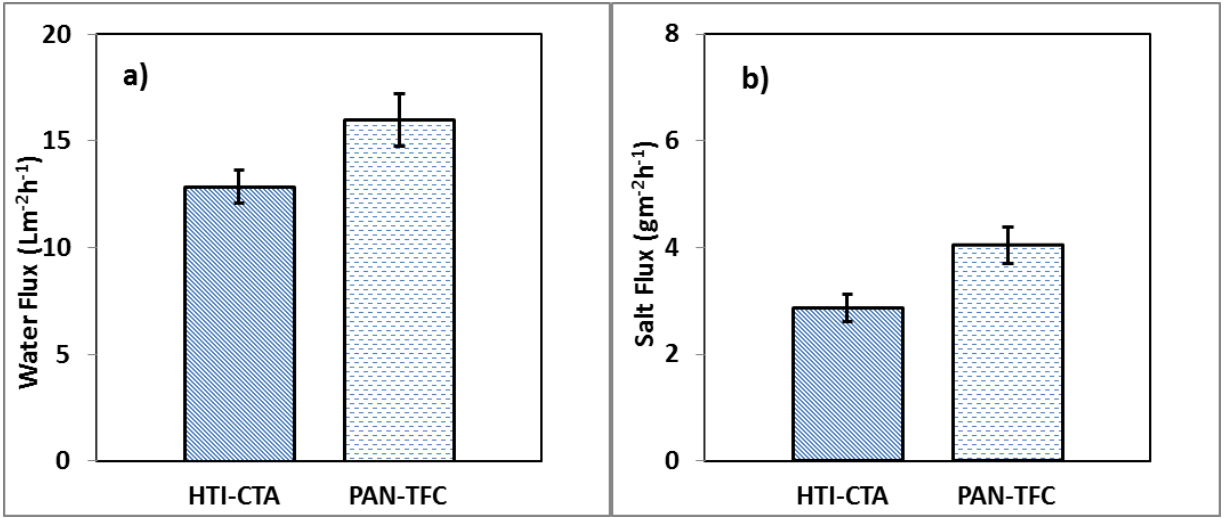 a)
Water Flux (Lm⁻²h⁻¹)
20
15
10
5
0
HTI-CTA PAN-TFC
b)
Salt Flux (gm⁻²h⁻¹)
8
6
4
2
0
HTI-CTA PAN-TFC